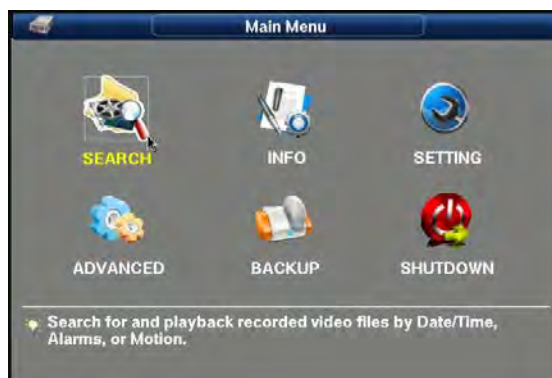 Main Menu
SEARCH
INFO
SETTING
ADVANCED
BACKUP
SHUTDOWN
Search for and playback recorded video files by Date/Time,
Alarms, or Motion.